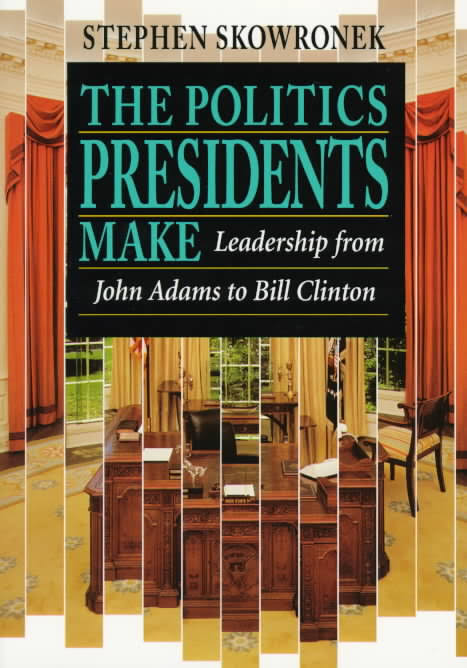 STEPHEN SKOWRONEK
THE POLITICS
PRESIDENTS
MAKE Leadership from
John Adams to Bill Clinton